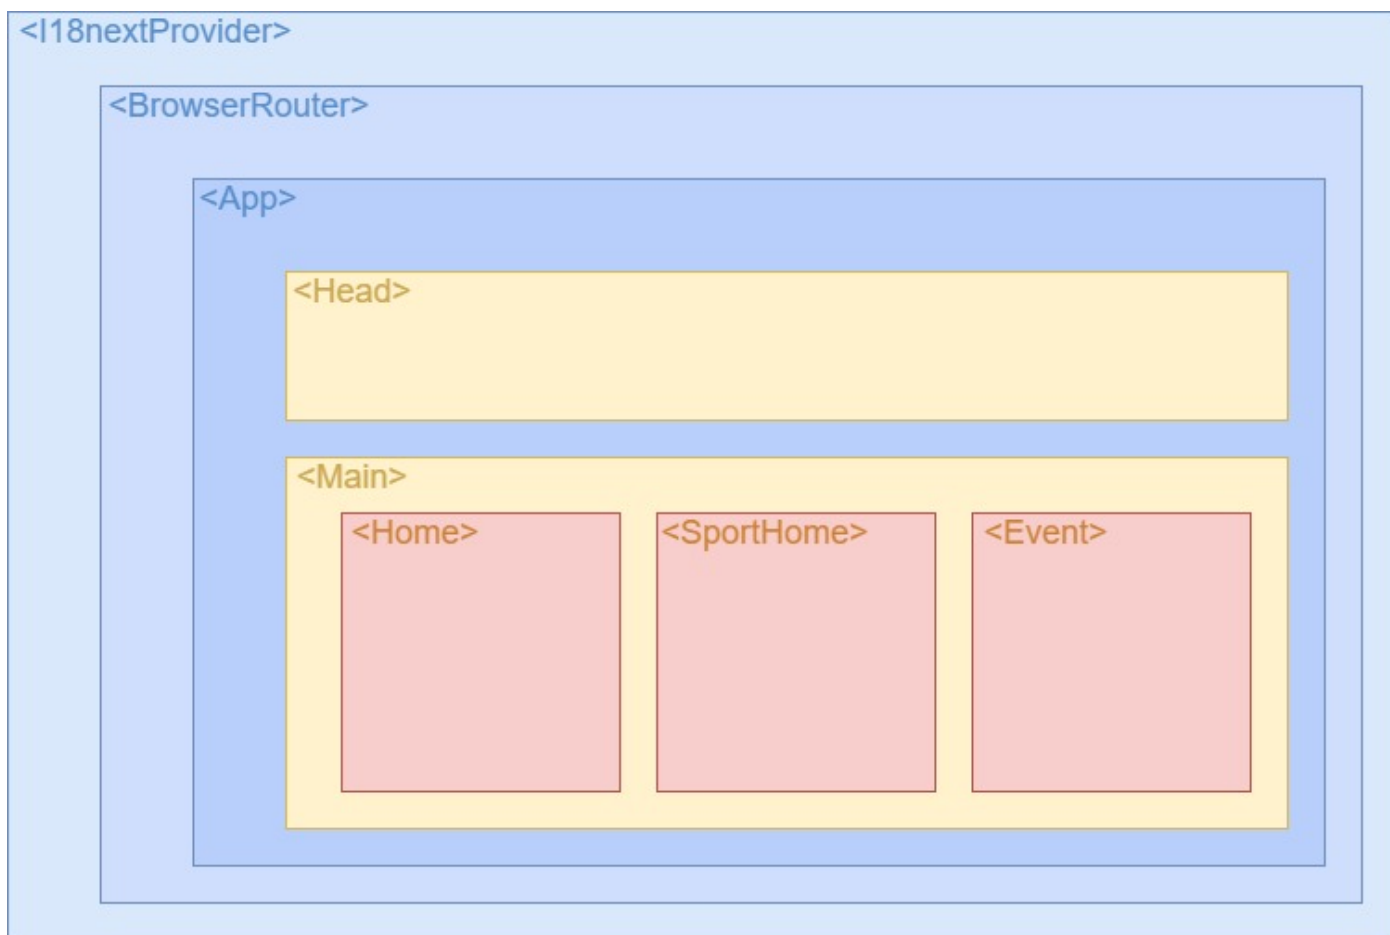 <I18nextProvider>
<BrowserRouter>
<App>
<Head>
<Main>
<Home> <SportHome> <Event>